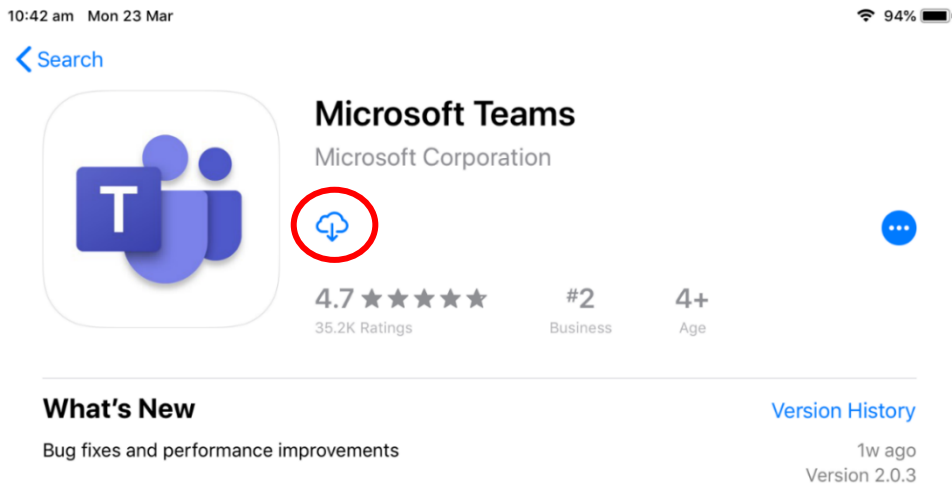 10:42 am Mon 23 Mar 94%
Search
Microsoft Teams
Microsoft Corporation
T
4.7 #2 4+
35.2K Ratings Business Age
What's New Version History
Bug fixes and performance improvements 1w ago
Version 2.0.3